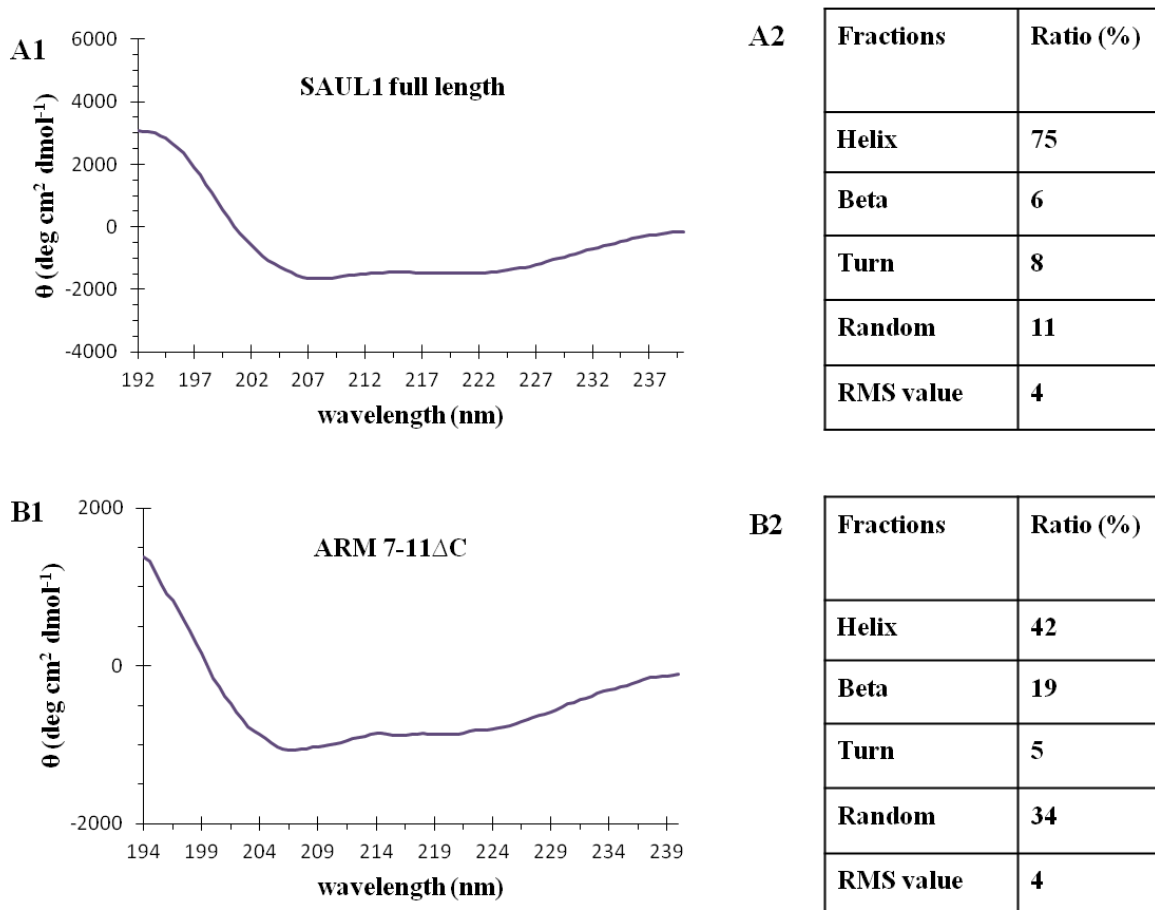 A1
SAUL1 full length
6000
4000
2000
0
-2000
-4000
θ (deg cm² dmol⁻¹)
192 197 202 207 212 217 222 227 232 237
wavelength (nm)
A2
Fractions Ratio (%)
Helix 75
Beta 6
Turn 8
Random 11
RMS value 4
B1
ARM 7-11ΔC
2000
0
-2000
θ (deg cm² dmol⁻¹)
194 199 204 209 214 219 224 229 234 239
wavelength (nm)
B2
Fractions Ratio (%)
Helix 42
Beta 19
Turn 5
Random 34
RMS value 4